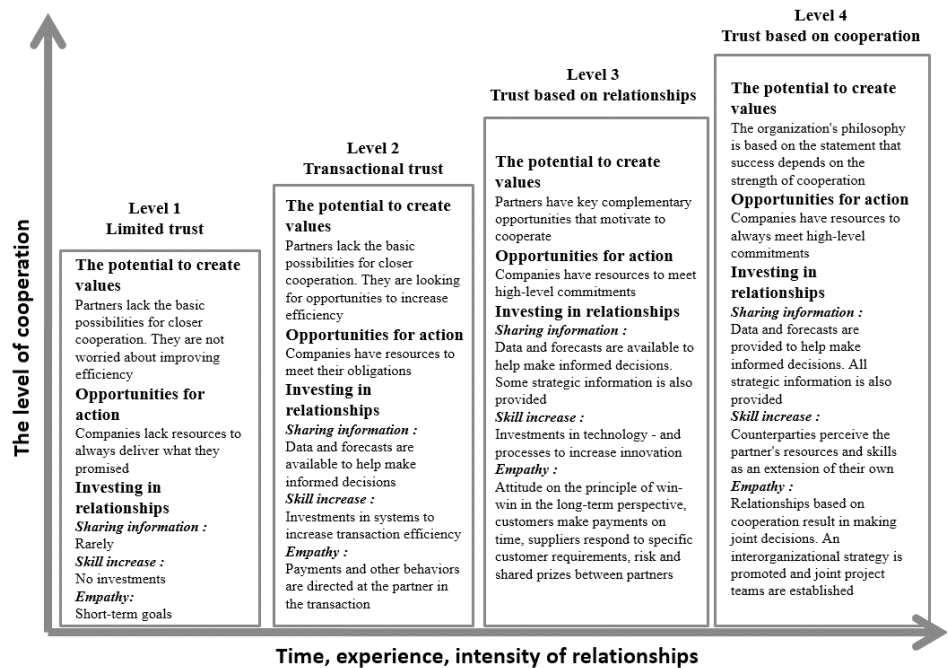 The level of cooperation
Level 1
Limited trust
The potential to create
values
Partners lack the basic
possibilities for closer
cooperation. They are not
worried about improving
efficiency
Opportunities for
action
Companies lack resources to
always deliver what they
promised
Investing in
relationships
Sharing information :
Rarely
Skill increase :
No investments
Empathy:
Short-term goals
Level 2
Transactional trust
The potential to create
values
Partners lack the basic
possibilities for closer
cooperation. They are looking
for opportunities to increase
efficiency
Opportunities for action
Companies have resources to
meet their obligations
Investing in
relationships
Sharing information :
Data and forecasts are
available to help make
informed decisions
Skill increase :
Investments in systems to
increase transaction efficiency
Empathy :
Payments and other behaviors
are directed at the partner in
the transaction
Level 3
Trust based on relationships
The potential to create
values
Partners have key complementary
opportunities that motivate to
cooperate
Opportunities for action
Companies have resources to meet
high-level commitments
Investing in relationships
Sharing information :
Data and forecasts are available to
help make informed decisions.
Some strategic information is also
provided
Skill increase :
Investments in technology - and
processes to increase innovation
Empathy :
Attitude on the principle of win-
win in the long-term perspective,
customers make payments on
time, suppliers respond to specific
customer requirements, risk and
shared prizes between partners
Level 4
Trust based on cooperation
The potential to create
values
The organization's philosophy
is based on the statement that
success depends on the
strength of cooperation
Opportunities for action
Companies have resources to
always meet high-level
commitments
Investing in
relationships
Sharing information :
Data and forecasts are
provided to help make
informed decisions. All
strategic information is also
provided
Skill increase :
Counterparties perceive the
partner's resources and skills
as an extension of their own
Empathy :
Relationships based on
cooperation result in making
joint decisions. An
interorganizational strategy is
promoted and joint project
teams are established
Time, experience, intensity of relationships